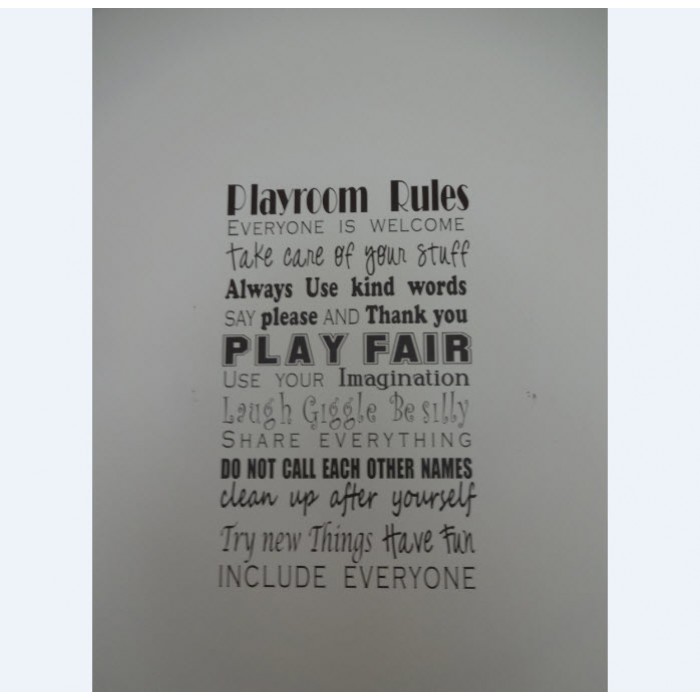 Playroom Rules
EVERYONE IS WELCOME
take care of your stuff
Always Use kind words
SAY please AND Thank you
PLAY FAIR
USE YOUR Imagination
Laugh Giggle Be silly
SHARE EVERYTHING
DO NOT CALL EACH OTHER NAMES
clean up after yourself
Try new Things Have Fun
INCLUDE EVERYONE